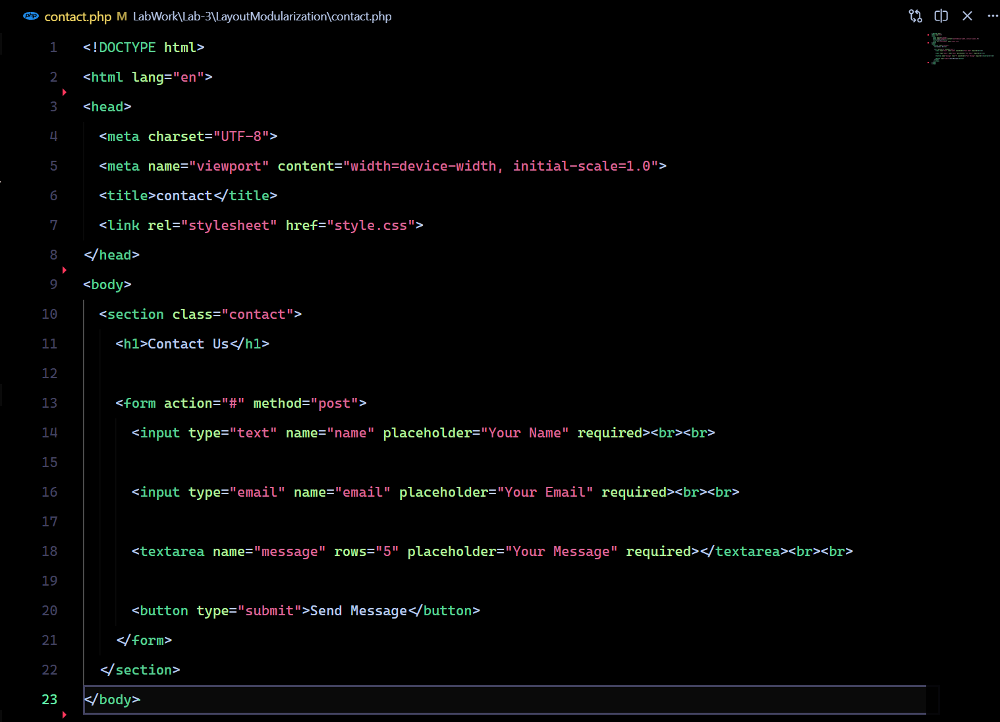 php contact.php M LabWork\Lab-3\LayoutModularization\contact.php
1 <!DOCTYPE html>
2 <html lang="en">
3 <head>
4 <meta charset="UTF-8">
5 <meta name="viewport" content="width=device-width, initial-scale=1.0">
6 <title>contact</title>
7 <link rel="stylesheet" href="style.css">
8 </head>
9 <body>
10 <section class="contact">
11 <h1>Contact Us</h1>
12
13 <form action="#" method="post">
14 <input type="text" name="name" placeholder="Your Name" required><br><br>
15
16 <input type="email" name="email" placeholder="Your Email" required><br><br>
17
18 <textarea name="message" rows="5" placeholder="Your Message" required></textarea><br><br>
19
20 <button type="submit">Send Message</button>
21 </form>
22 </section>
23 </body>